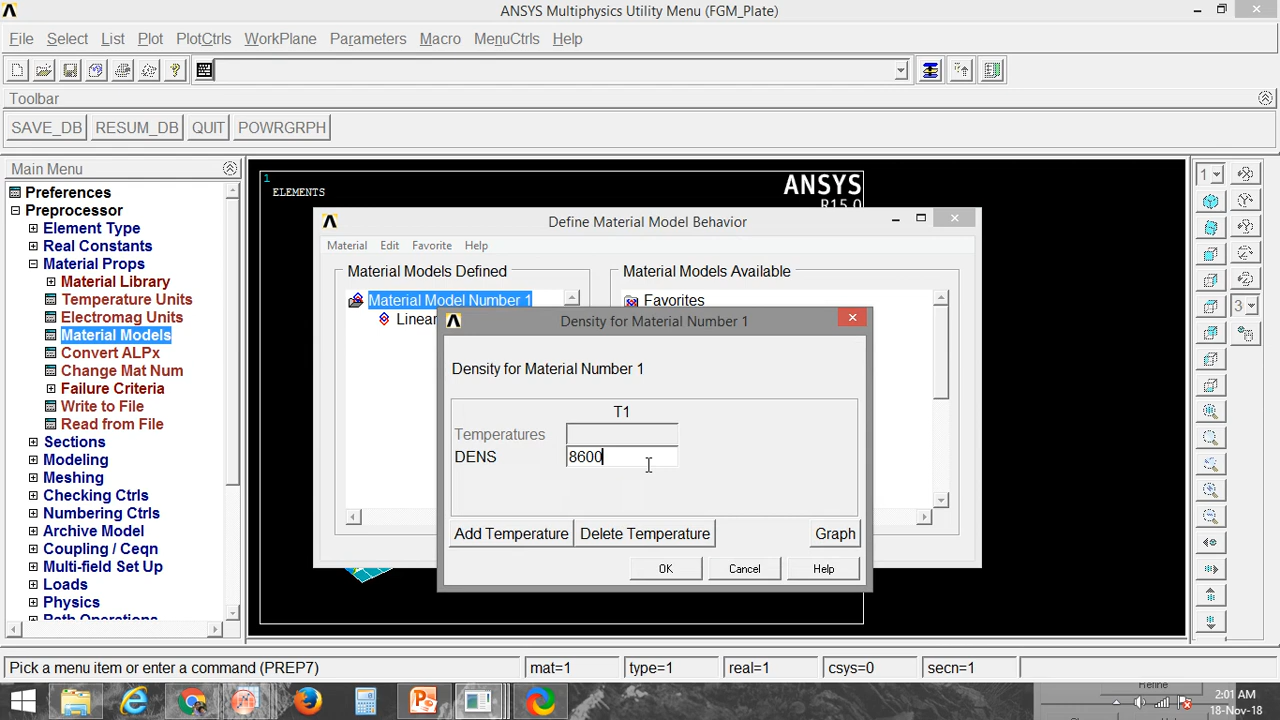 ANSYS Multiphysics Utility Menu (FGM_Plate)
File Select List Plot PlotCtrls WorkPlane Parameters Macro MenuCtrls Help
Toolbar
SAVE_DB RESUM_DB QUIT POWRGRPH
Main Menu
Preferences
Preprocessor
Element Type
Real Constants
Material Props
Material Library
Temperature Units
Electromag Units
Material Models
Convert ALPx
Change Mat Num
Failure Criteria
Write to File
Read from File
Sections
Modeling
Meshing
Checking Ctrls
Numbering Ctrls
Archive Model
Coupling / Ceqn
Multi-field Set Up
Loads
Physics
Path Operations
1
ELEMENTS
ANSYS
R15.0
Define Material Model Behavior
Material Edit Favorite Help
Material Models Defined
Material Models Available
Material Model Number 1
Linear
Favorites
Density for Material Number 1
Density for Material Number 1
T1
Temperatures
DENS 8600
Add Temperature Delete Temperature Graph
OK Cancel Help
1
3
Pick a menu item or enter a command (PREP7) mat=1 type=1 real=1 csys=0 secn=1
Refine
2:01 AM
18-Nov-18